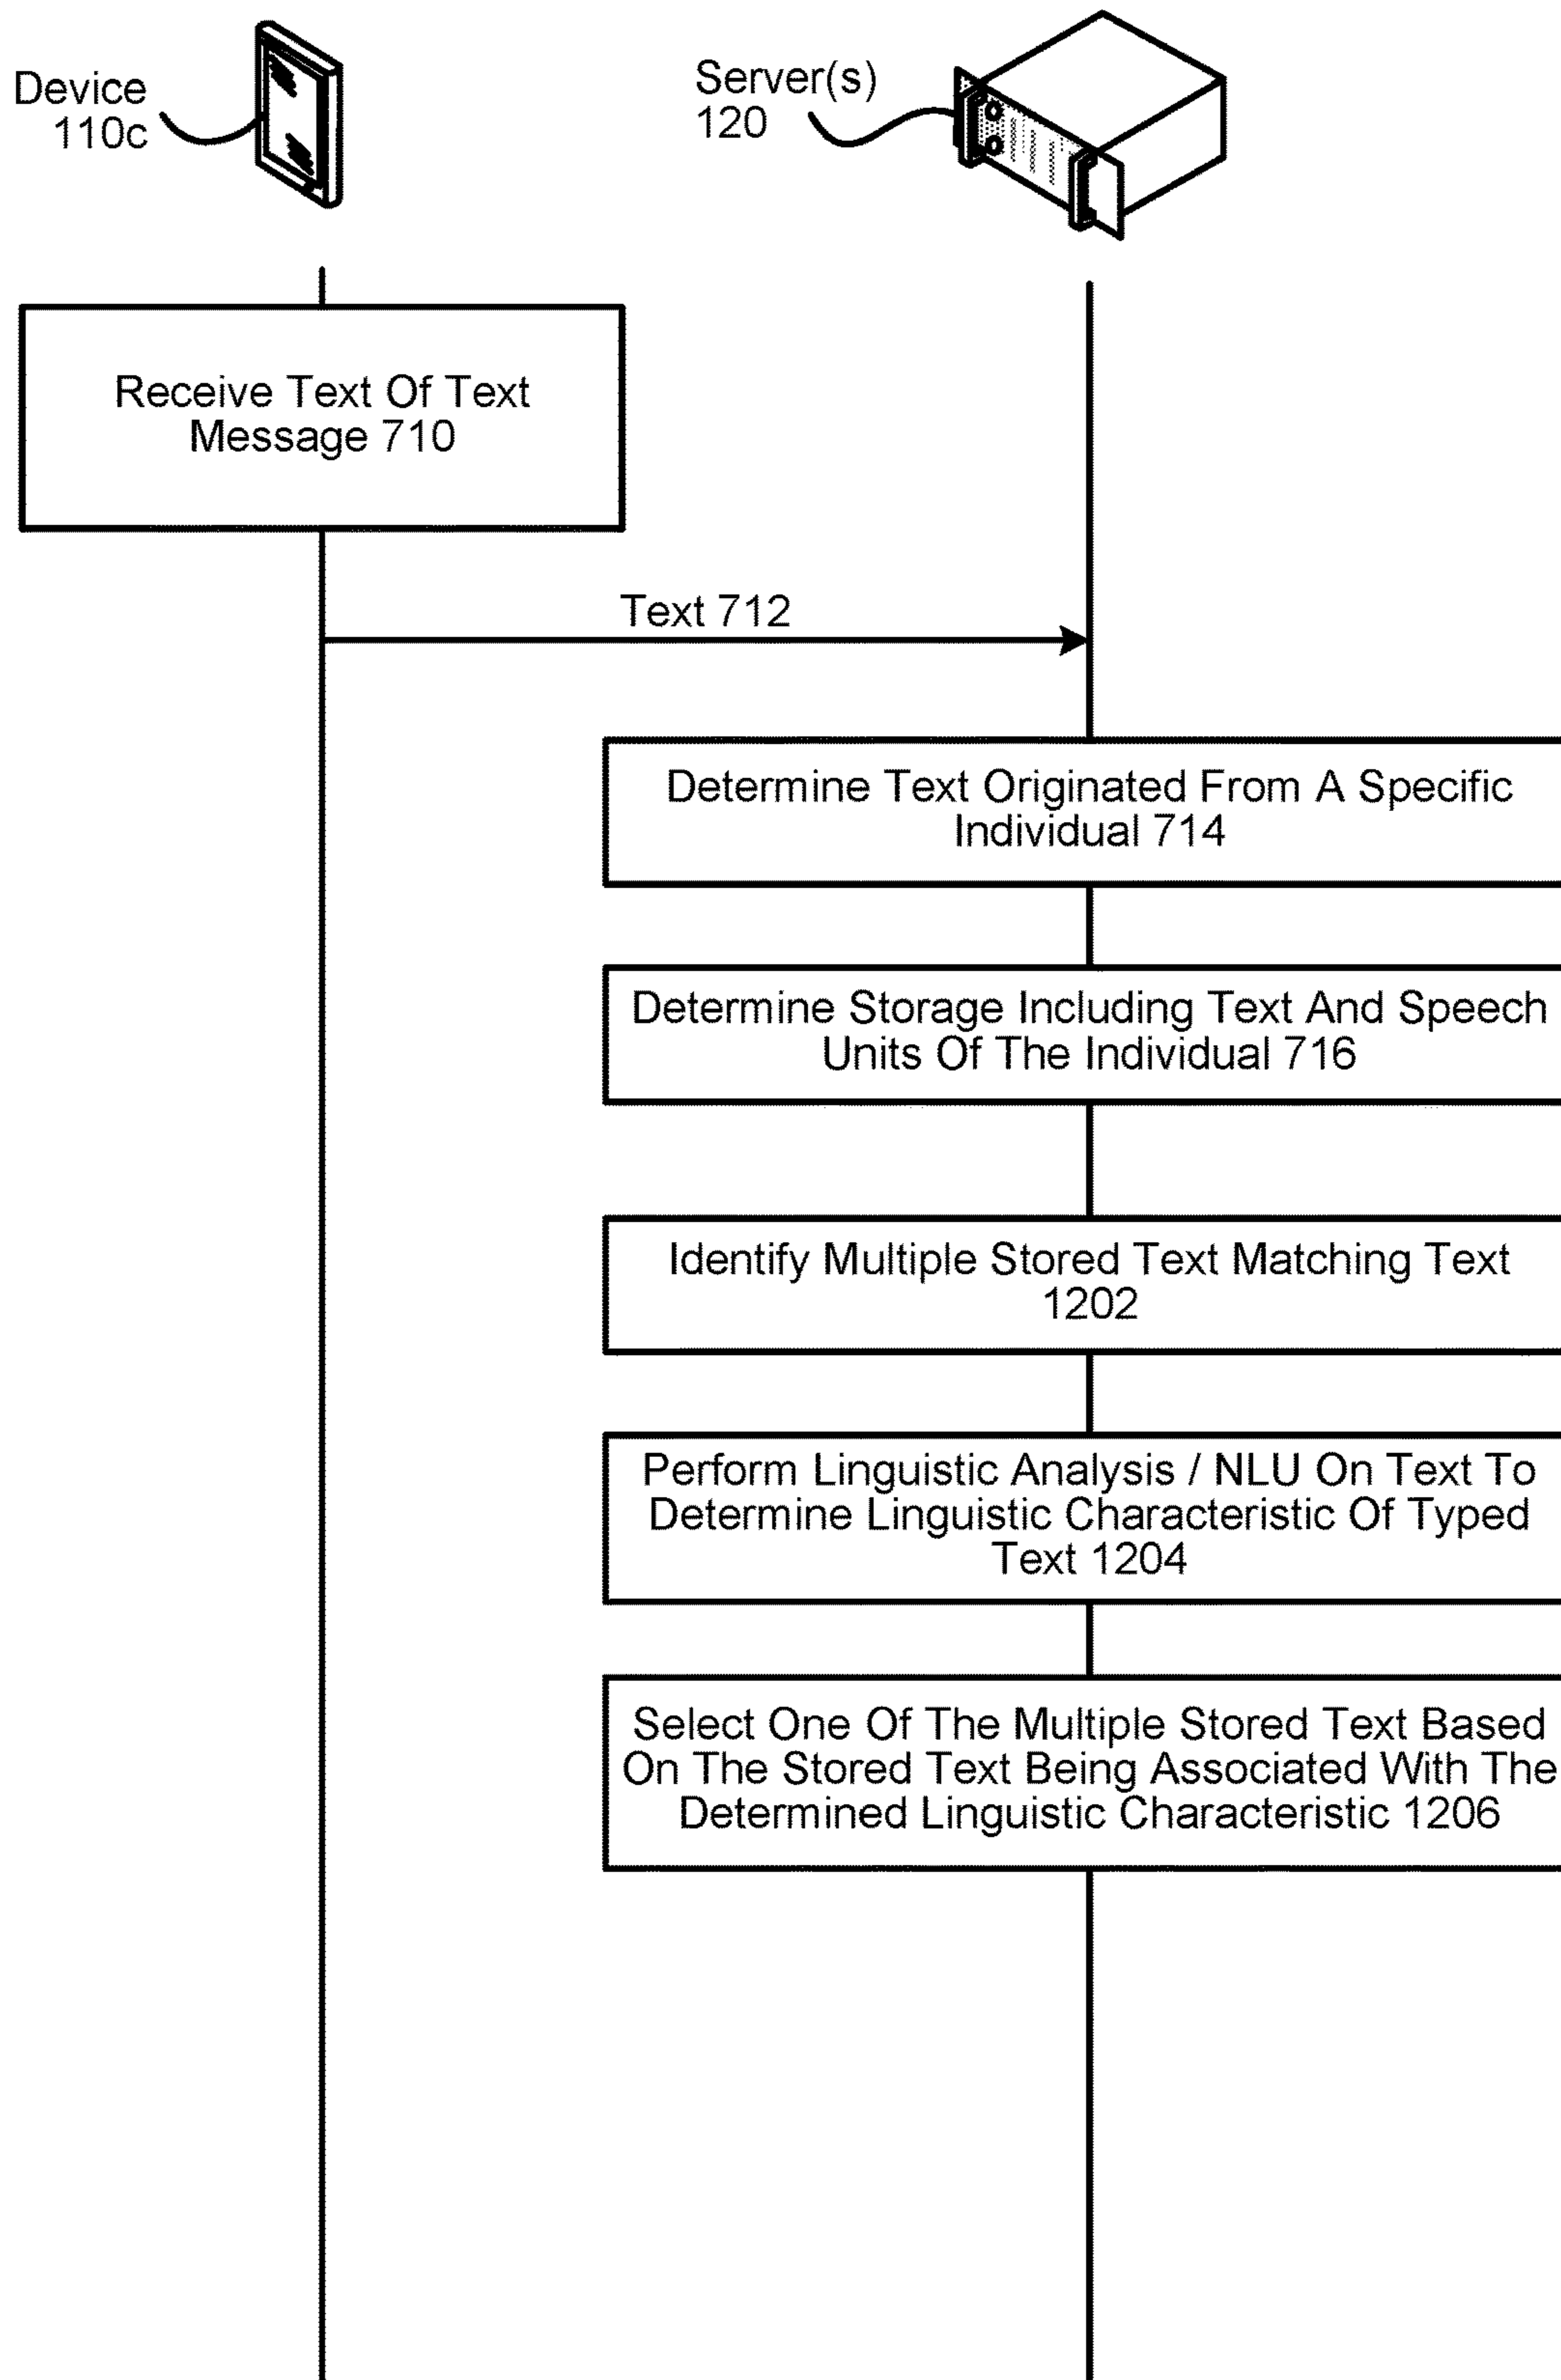 Device
110c
Server(s)
120
Receive Text Of Text
Message 710
Text 712
Determine Text Originated From A Specific
Individual 714
Determine Storage Including Text And Speech
Units Of The Individual 716
Identify Multiple Stored Text Matching Text
1202
Perform Linguistic Analysis / NLU On Text To
Determine Linguistic Characteristic Of Typed
Text 1204
Select One Of The Multiple Stored Text Based
On The Stored Text Being Associated With The
Determined Linguistic Characteristic 1206